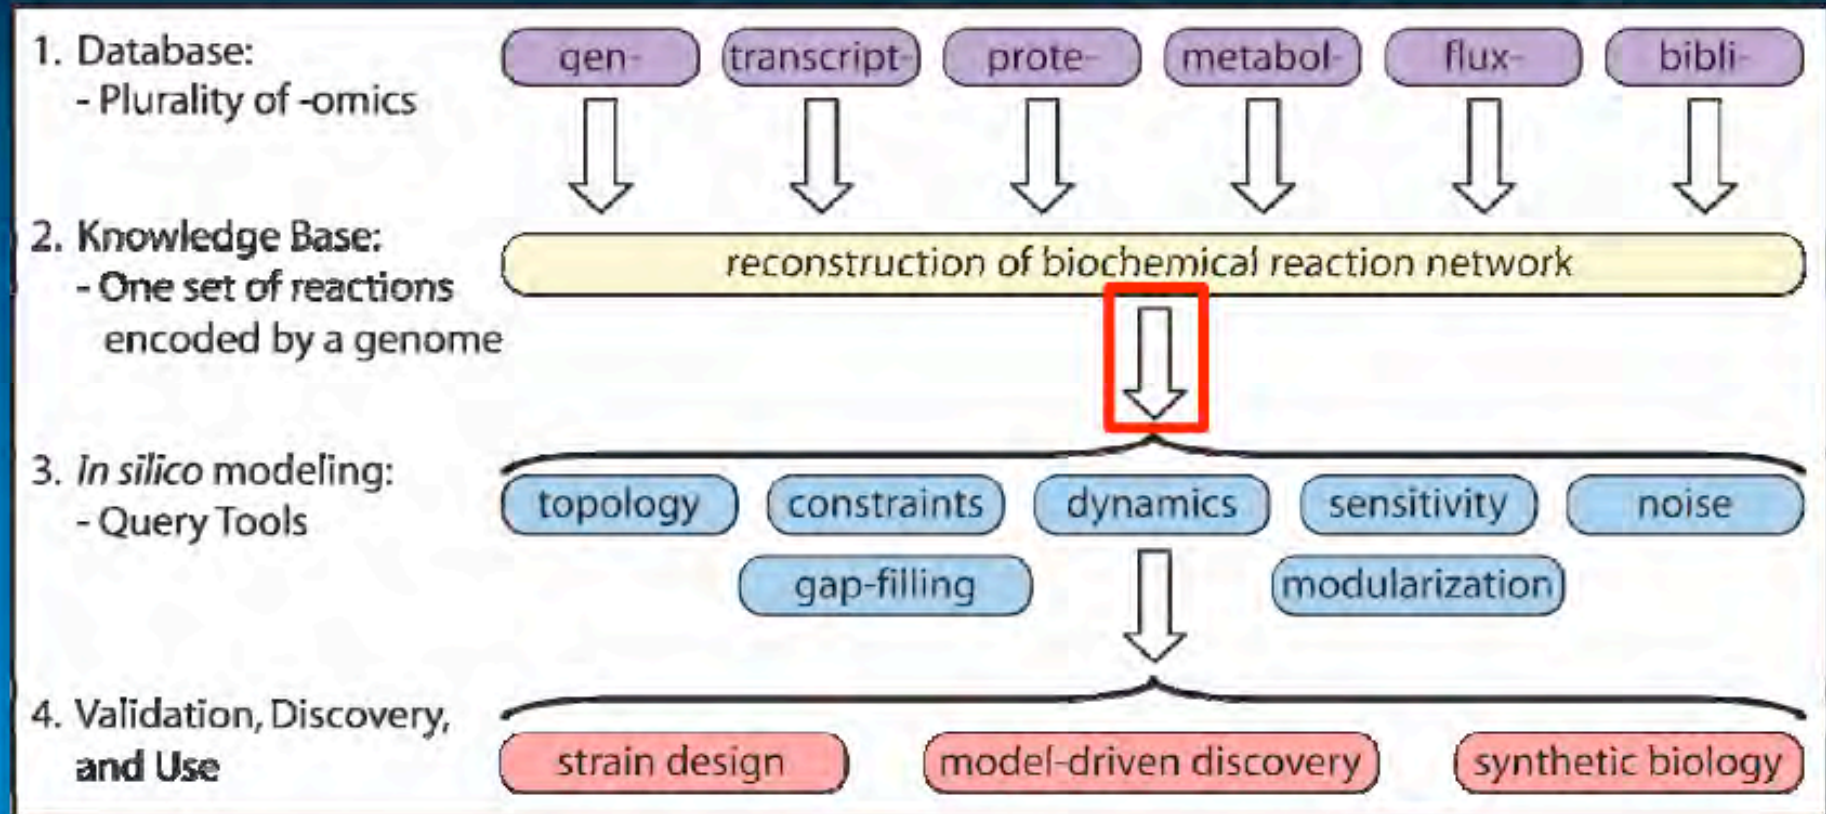 1. Database:
- Plurality of -omics
gen- transcript- prote- metabol- flux- bibli-
2. Knowledge Base:
- One set of reactions
encoded by a genome
reconstruction of biochemical reaction network
3. In silico modeling:
- Query Tools
topology constraints dynamics sensitivity noise
gap-filling modularization
4. Validation, Discovery,
and Use
strain design model-driven discovery synthetic biology